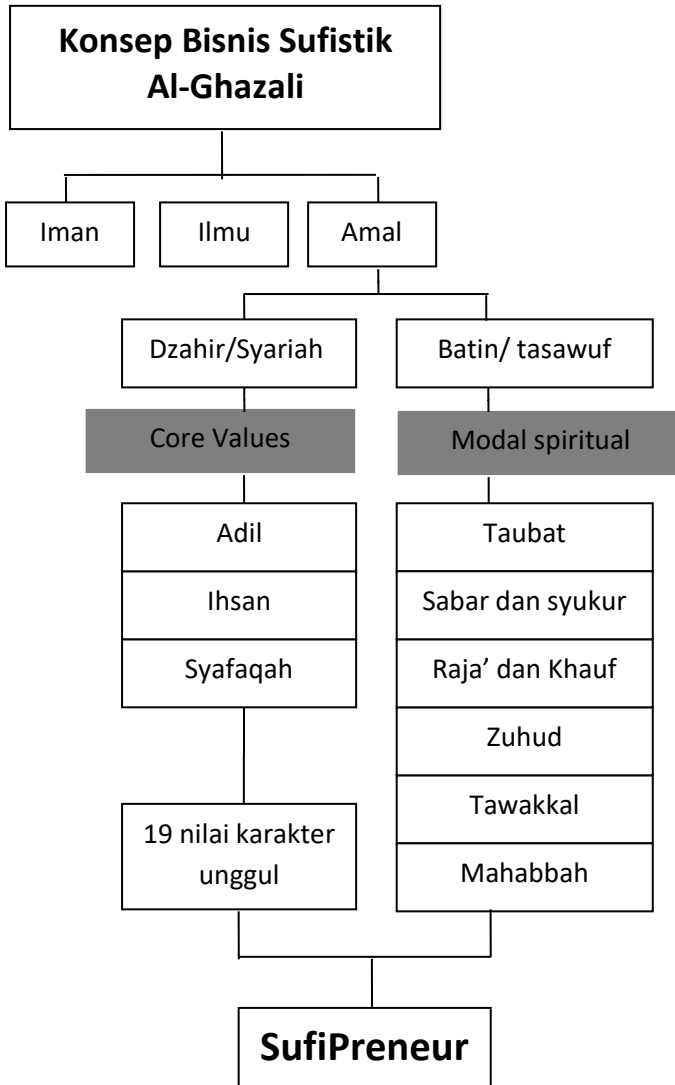 Konsep Bisnis Sufistik
Al-Ghazali
Iman
Ilmu
Amal
Dzahir/Syariah
Batin/ tasawuf
Core Values
Modal spiritual
Adil
Taubat
Ihsan
Sabar dan syukur
Syafaqah
Raja’ dan Khauf
Zuhud
19 nilai karakter
unggul
Tawakkal
Mahabbah
SufiPreneur